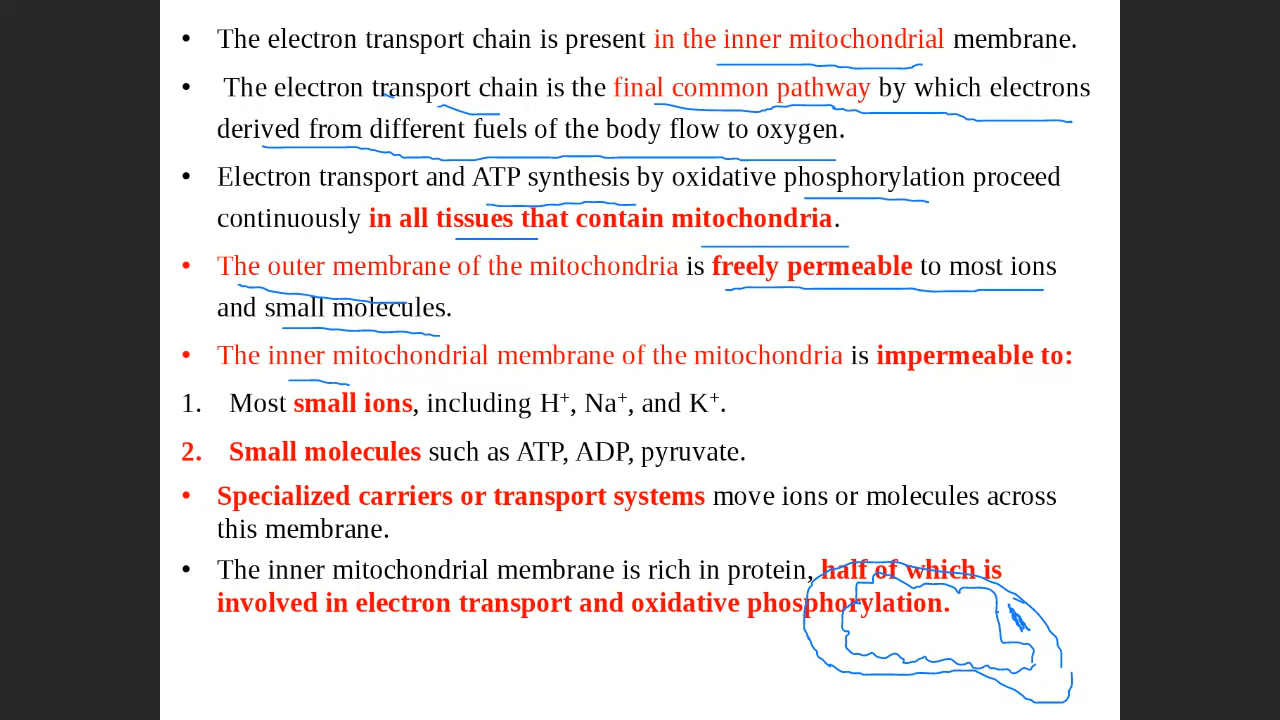 • The electron transport chain is present in the inner mitochondrial membrane.
• The electron transport chain is the final common pathway by which electrons
derived from different fuels of the body flow to oxygen.
• Electron transport and ATP synthesis by oxidative phosphorylation proceed
continuously in all tissues that contain mitochondria.
• The outer membrane of the mitochondria is freely permeable to most ions
and small molecules.
• The inner mitochondrial membrane of the mitochondria is impermeable to:
1. Most small ions, including H⁺, Na⁺, and K⁺.
2. Small molecules such as ATP, ADP, pyruvate.
• Specialized carriers or transport systems move ions or molecules across
this membrane.
• The inner mitochondrial membrane is rich in protein, half of which is
involved in electron transport and oxidative phosphorylation.